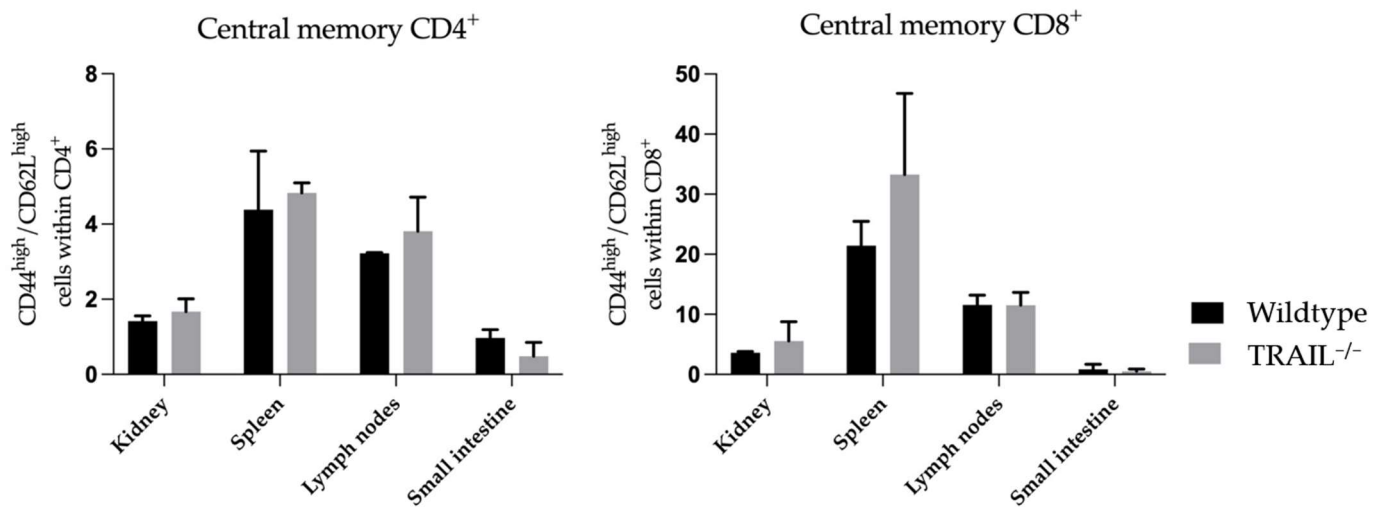 Central memory CD4⁺
CD44ʰⁱᵍʰ / CD62Lʰⁱᵍʰ
cells within CD4⁺
8
6
4
2
0
Kidney
Spleen
Lymph nodes
Small intestine
Central memory CD8⁺
CD44ʰⁱᵍʰ / CD62Lʰⁱᵍʰ
cells within CD8⁺
50
40
30
20
10
0
Kidney
Spleen
Lymph nodes
Small intestine
Wildtype
TRAIL⁻/⁻